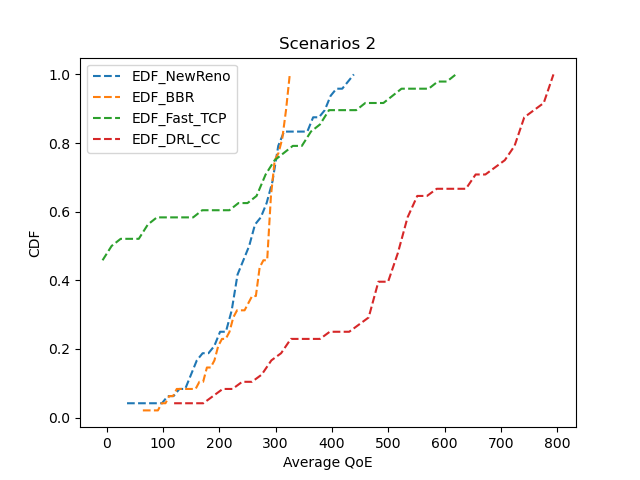 Scenarios 2
EDF_NewReno
EDF_BBR
EDF_Fast_TCP
EDF_DRL_CC
CDF
1.0
0.8
0.6
0.4
0.2
0.0
0 100 200 300 400 500 600 700 800
Average QoE